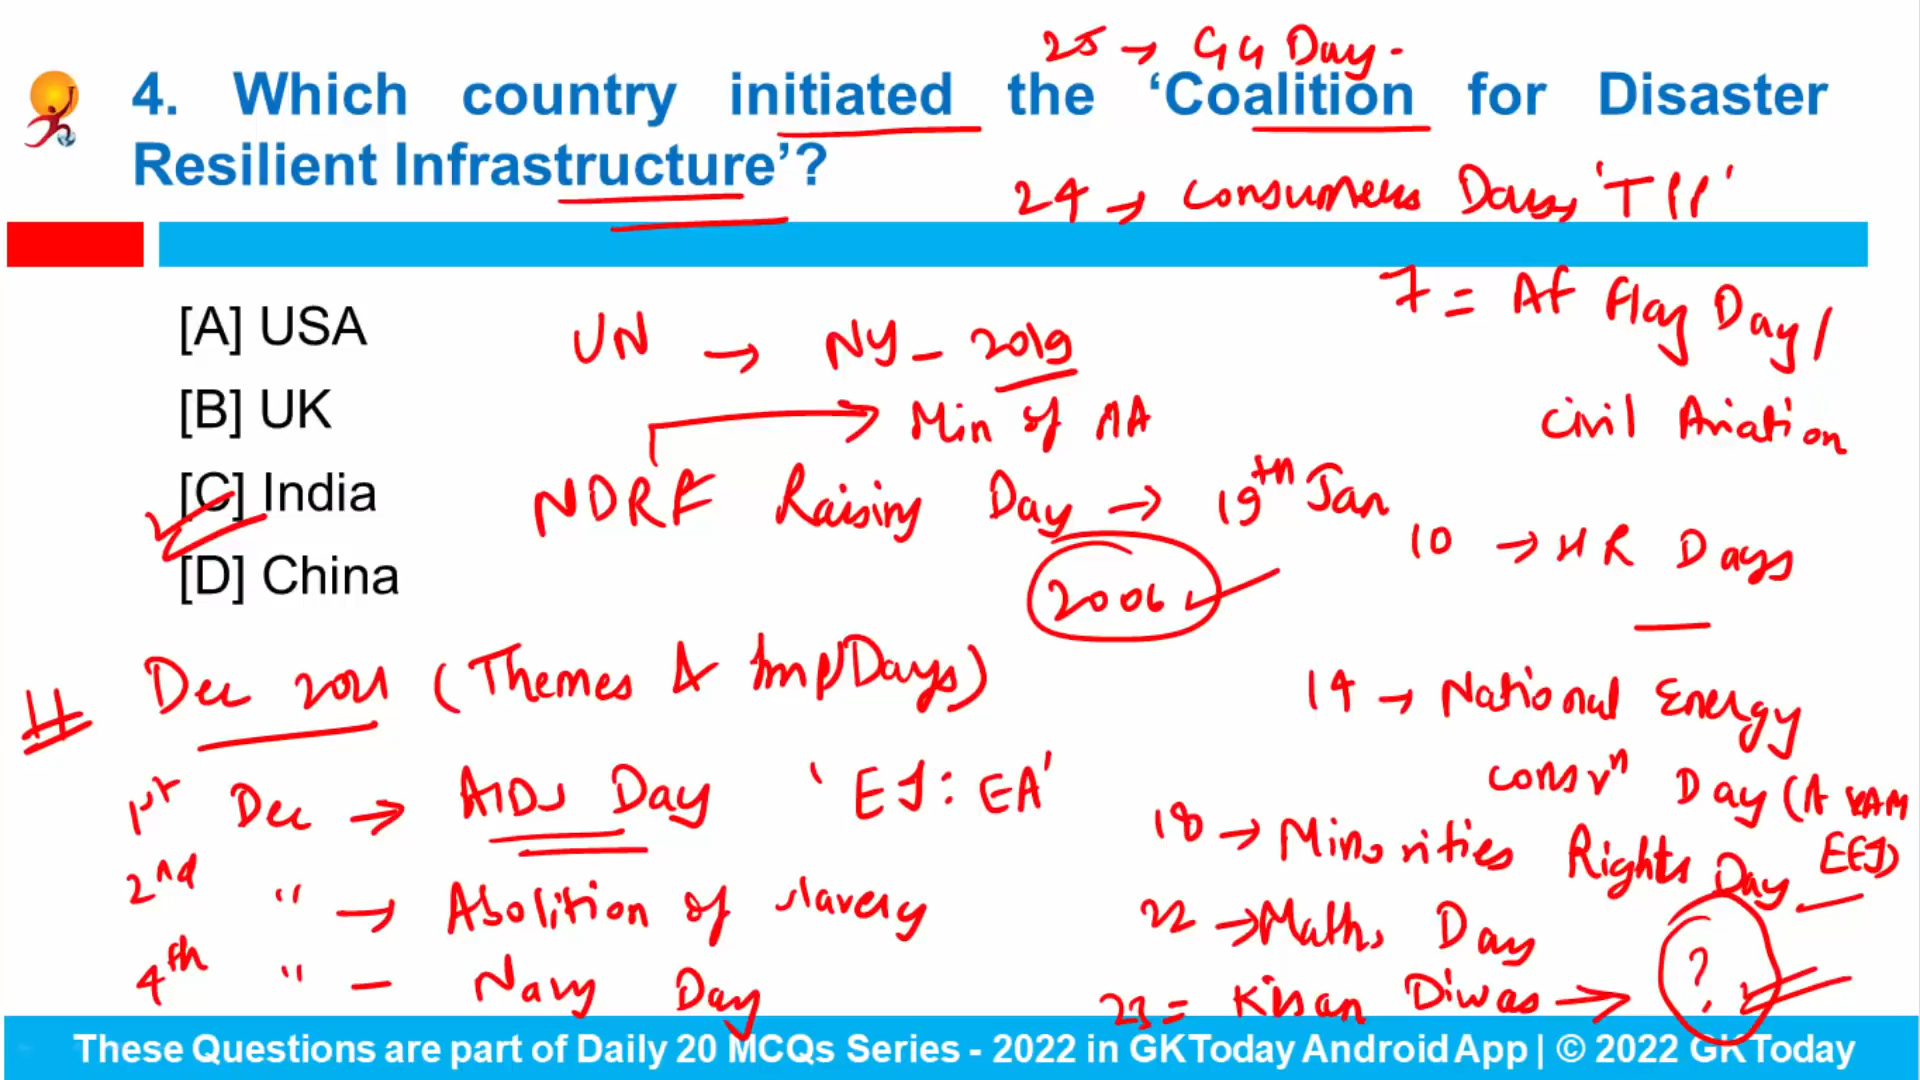 25 → GG Day -
4. Which country initiated the ‘Coalition for Disaster
Resilient Infrastructure’?
24 → Consumers Days,
[A] USA
[B] UK
[C] India
[D] China
UN → NY - 2019
Min of
NDRF Raising Day → 19th Jan
2006
Dec 2021 (Themes & Imp Days)
1st Dec → AIDS Day ' EI : EA'
2nd " → Abolition of slavery
4th " - Navy Day
7 = AF Flag Day /
Civil Aviation
10 → HR Days
14 → National Energy
consvn Day (
18 → Minorities Rights Day
22 → Maths Day
23 = Kisan Diwas → ?
These Questions are part of Daily 20 MCQs Series - 2022 in GKToday Android App | © 2022 GKToday